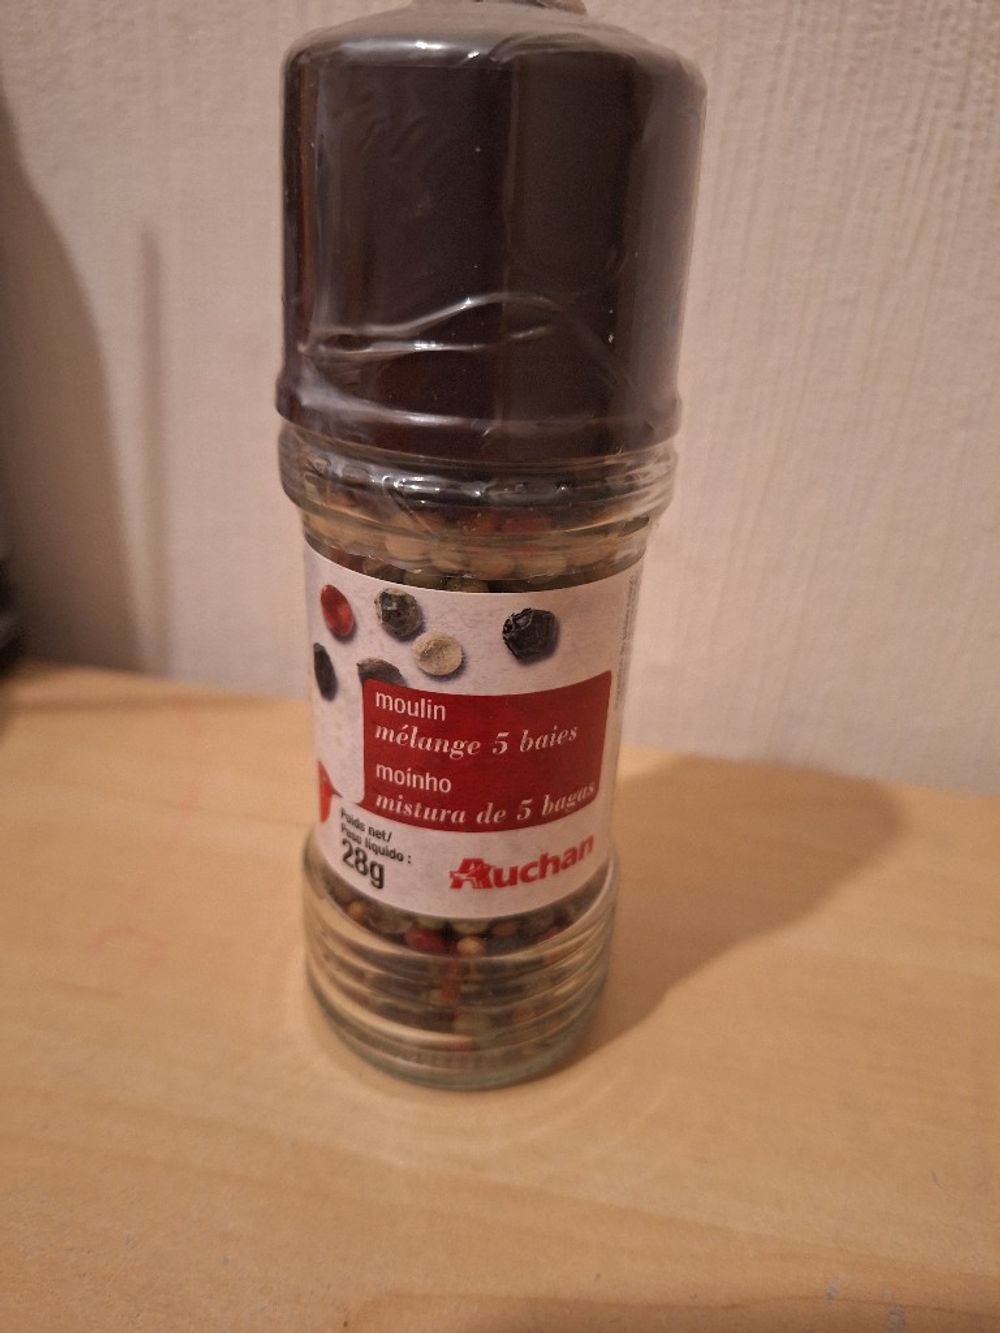 moulin
mélange 5 baies
moinho
mistura de 5 bagas
Poids net/
Peso líquido :
28g
Auchan